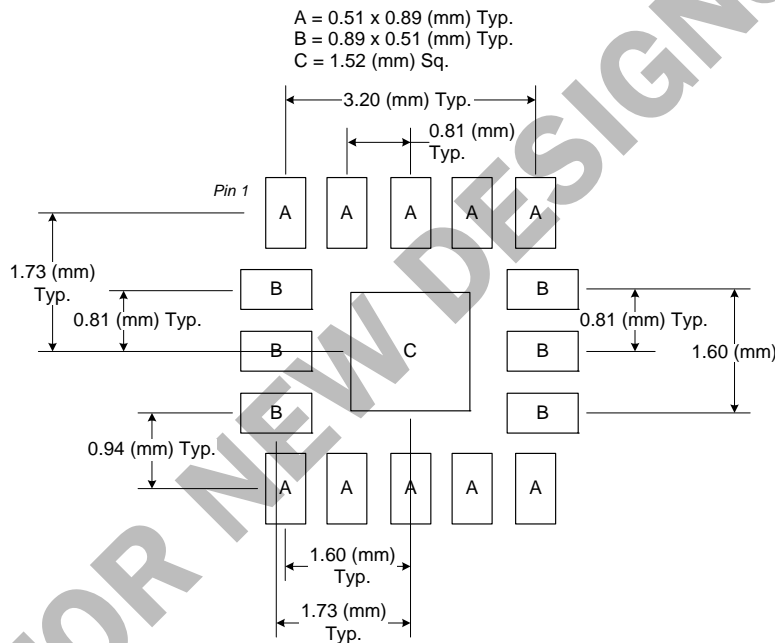 A = 0.51 x 0.89 (mm) Typ.
B = 0.89 x 0.51 (mm) Typ.
C = 1.52 (mm) Sq.
3.20 (mm) Typ.
0.81 (mm)
Typ.
Pin 1
A A A A A
1.73 (mm)
Typ.
B B
0.81 (mm) Typ.
0.81 (mm) Typ.
B C B
1.60 (mm)
B B
0.94 (mm) Typ.
A A A A A
1.60 (mm)
Typ.
1.73 (mm)
Typ.
FOR NEW DESIGNS